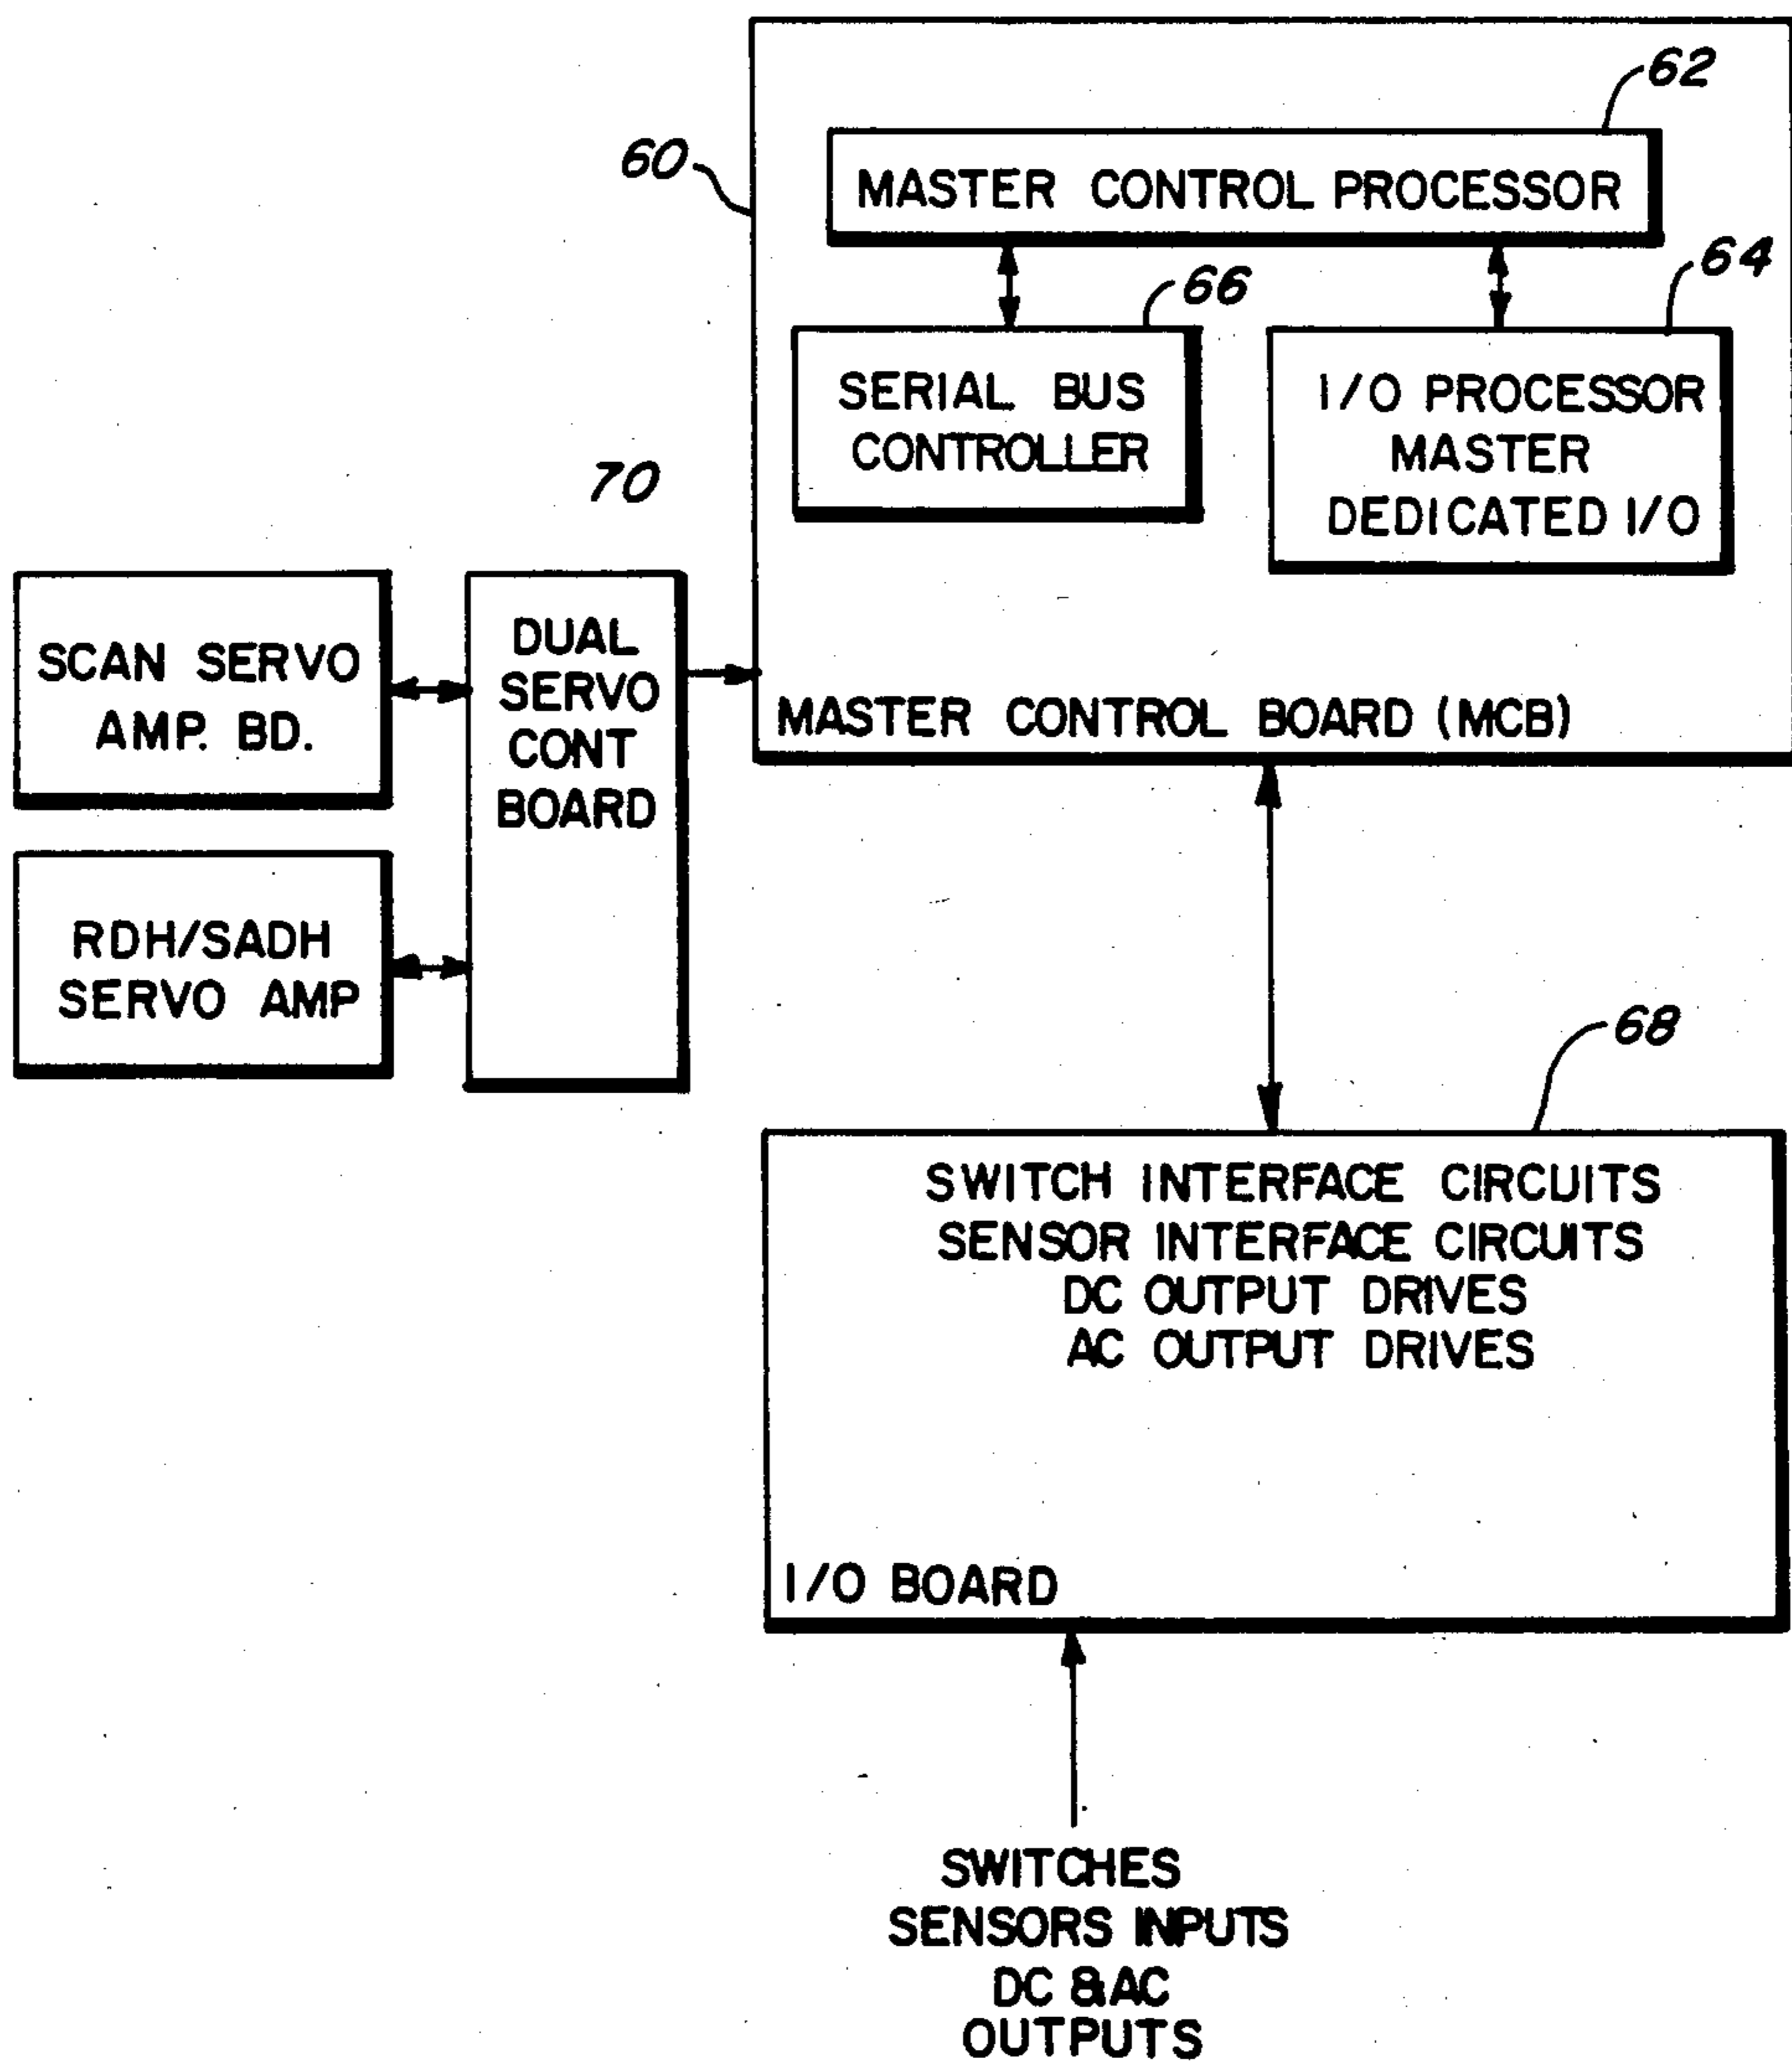 62
60
MASTER CONTROL PROCESSOR
66
64
SERIAL BUS
CONTROLLER
I/O PROCESSOR
MASTER
DEDICATED I/O
70
SCAN SERVO
AMP. BD.
DUAL
SERVO
CONT
BOARD
MASTER CONTROL BOARD (MCB)
RDH/SADH
SERVO AMP
68
SWITCH INTERFACE CIRCUITS
SENSOR INTERFACE CIRCUITS
DC OUTPUT DRIVES
AC OUTPUT DRIVES
I/O BOARD
SWITCHES
SENSORS INPUTS
DC & AC
OUTPUTS